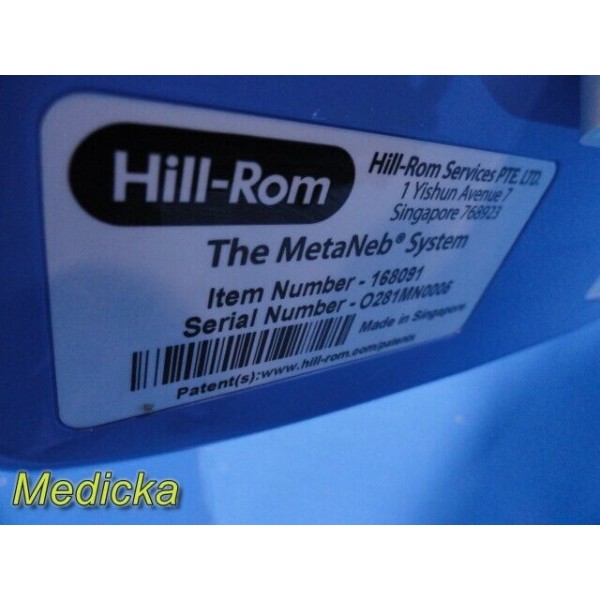 Hill-Rom
Hill-Rom Services PTE. LTD.
1 Yishun Avenue 7
Singapore 768923
The MetaNeb® System
Item Number - 168091
Serial Number - O281MN0006
Made in Singapore
Patent(s):www.hill-rom.com/patents
Medicka